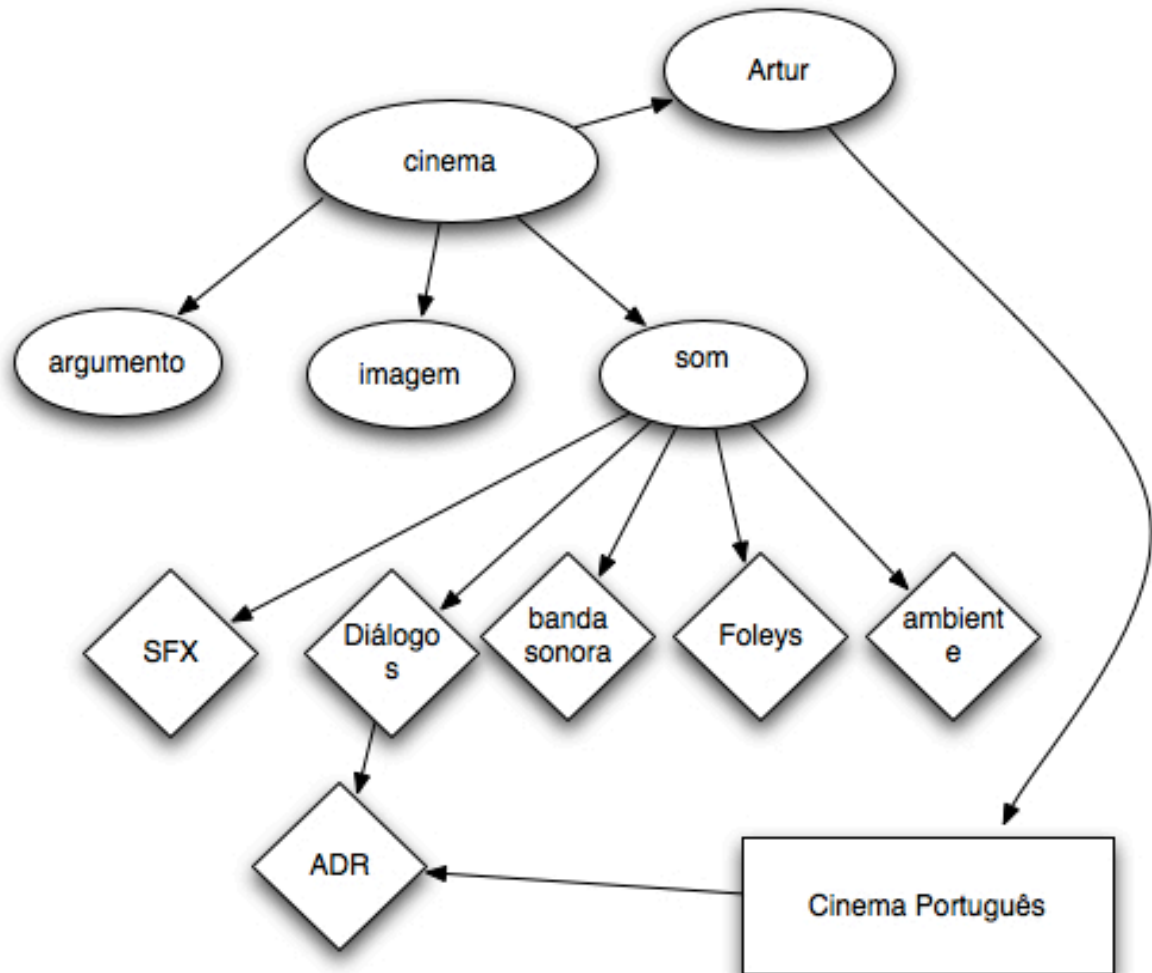 Artur
cinema
argumento
imagem
som
SFX
Diálogo
s
banda
sonora
Foleys
ambient
e
ADR
Cinema Português